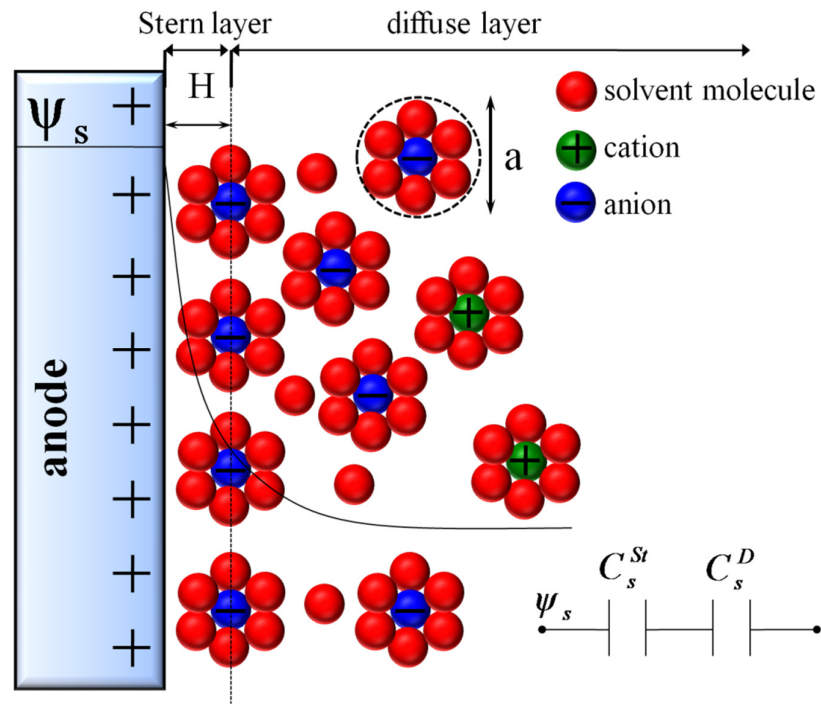 Stern layer
diffuse layer
H
ψs
a
solvent molecule
cation
anion
anode
C_s^St
C_s^D
ψs
+
+
+
+
+
+
+
+
−
−
−
−
−
−
−
−
+
+
+
−